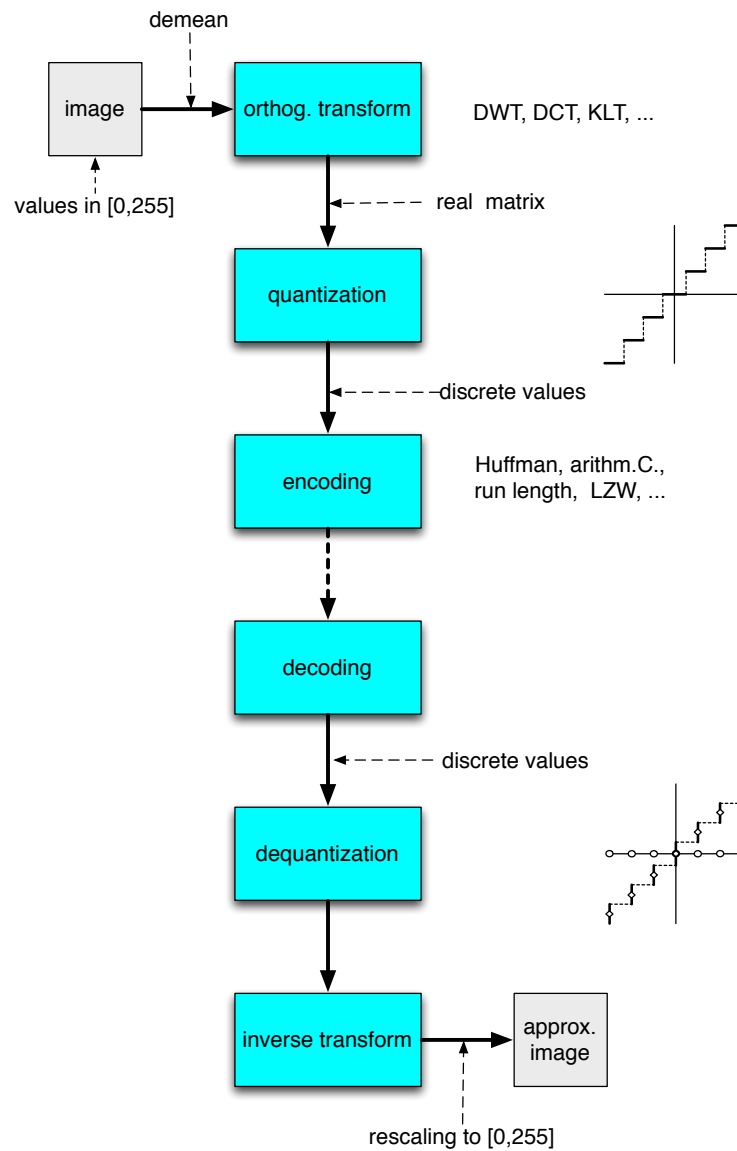 demean
image
orthog. transform
DWT, DCT, KLT, ...
values in [0,255]
real matrix
quantization
discrete values
encoding
Huffman, arithm.C.,
run length, LZW, ...
decoding
discrete values
dequantization
inverse transform
approx.
image
rescaling to [0,255]